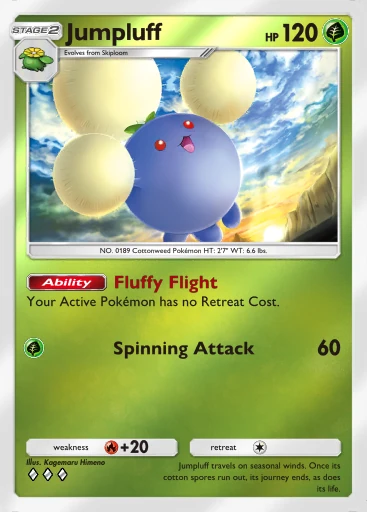 STAGE 2 Jumpluff HP 120
Evolves from Skiploom
NO. 0189 Cottonweed Pokémon HT: 2'7" WT: 6.6 lbs.
Ability Fluffy Flight
Your Active Pokémon has no Retreat Cost.
Spinning Attack 60
weakness +20 retreat
Illus. Kagemaru Himeno
Jumpluff travels on seasonal winds. Once its
cotton spores run out, its journey ends, as does
its life.